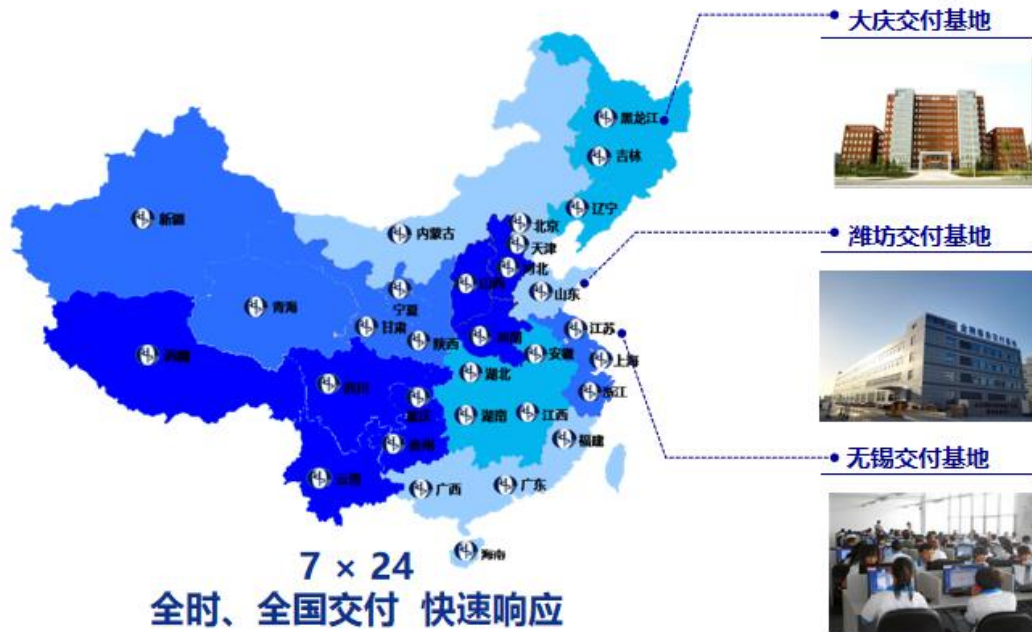 大庆交付基地
黑龙江
吉林
辽宁
新疆
内蒙古
北京
天津
潍坊交付基地
河北
山西
山东
宁夏
青海
甘肃
江苏
陕西
河南
西藏
安徽
上海
湖北
四川
重庆
浙江
湖南
江西
贵州
福建
无锡交付基地
云南
广西
广东
海南
7 × 24
全时、全国交付 快速响应